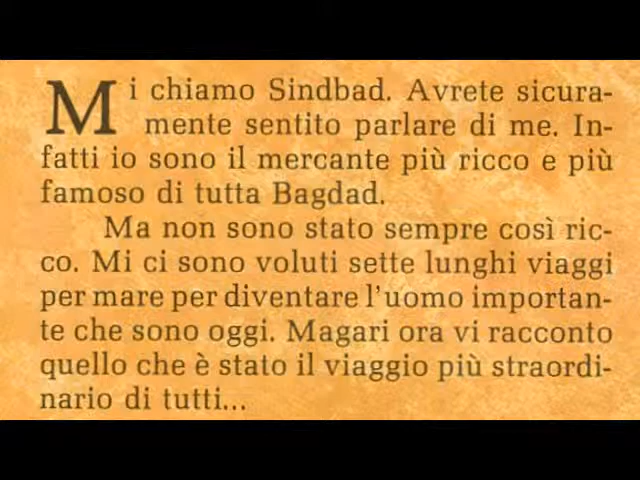 Mi chiamo Sindbad. Avrete sicura-
mente sentito parlare di me. In-
fatti io sono il mercante più ricco e più
famoso di tutta Bagdad.
Ma non sono stato sempre così ric-
co. Mi ci sono voluti sette lunghi viaggi
per mare per diventare l'uomo importan-
te che sono oggi. Magari ora vi racconto
quello che è stato il viaggio più straordi-
nario di tutti...